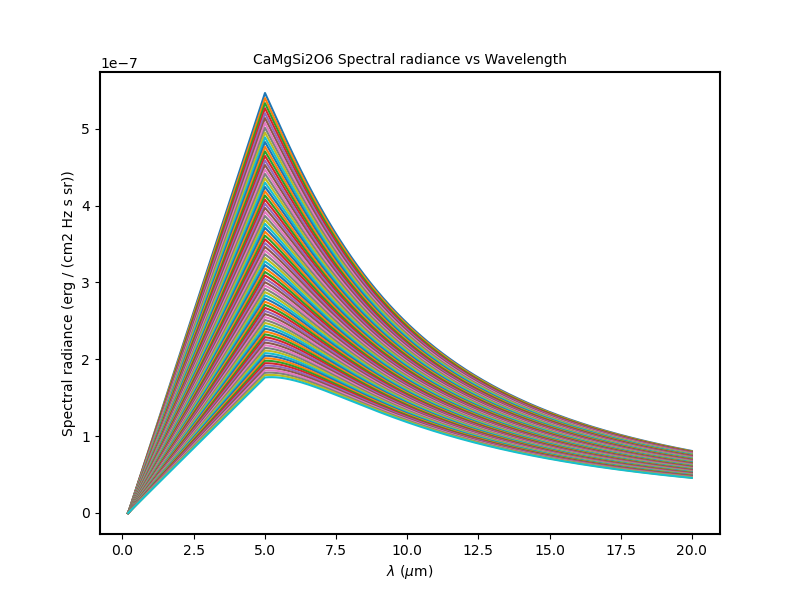 CaMgSi2O6 Spectral radiance vs Wavelength
1e−7
5
4
3
2
1
0
Spectral radiance (erg / (cm2 Hz s sr))
0.0 2.5 5.0 7.5 10.0 12.5 15.0 17.5 20.0
λ (μm)